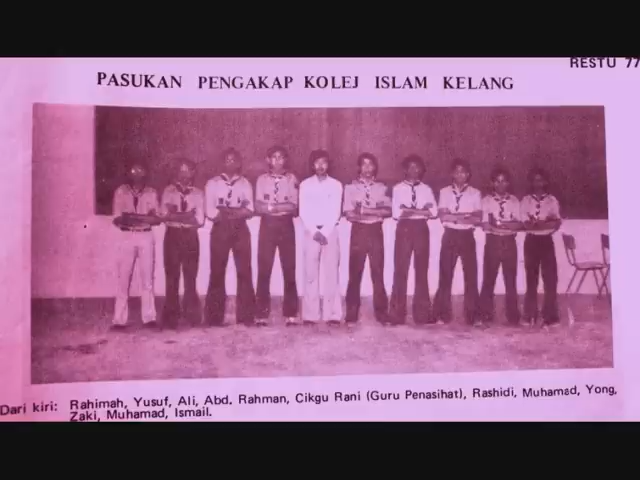 RESTU 77
PASUKAN PENGAKAP KOLEJ ISLAM KELANG
Dari kiri: Rahimah, Yusuf, Ali, Abd. Rahman, Cikgu Rani (Guru Penasihat), Rashidi, Muhamad, Yong,
Zaki, Muhamad, Ismail.